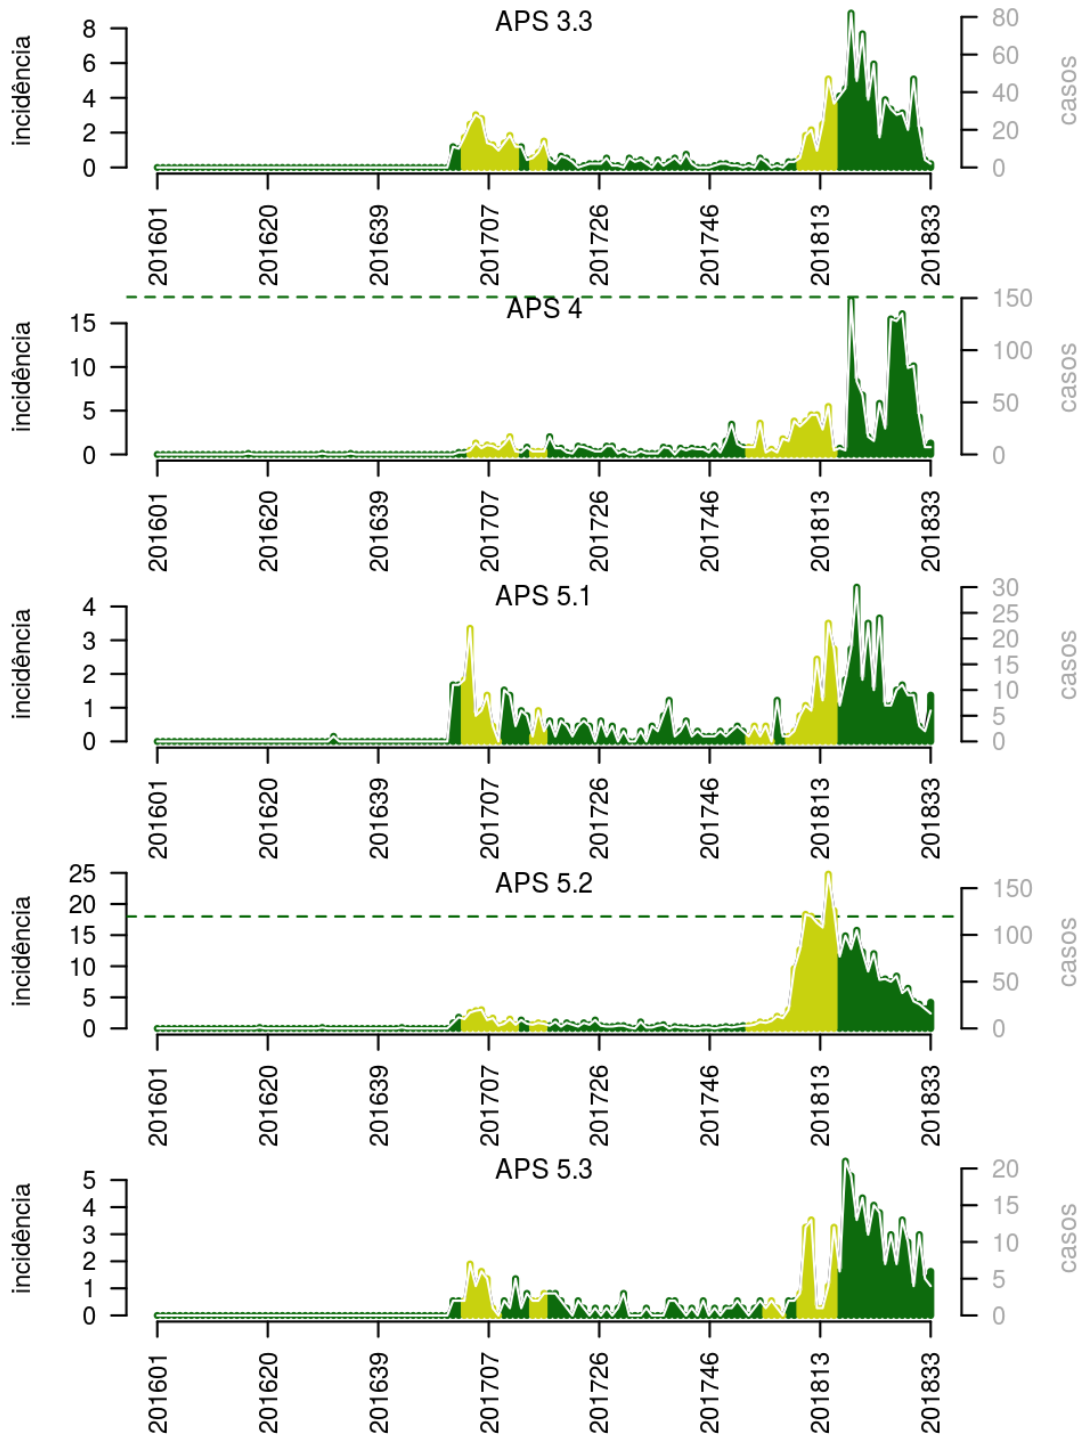 APS 3.3
incidência
0 2 4 6 8
0 20 40 60 80
casos
201601 201620 201639 201707 201726 201746 201813 201833
APS 4
incidência
0 5 10 15
0 50 100 150
casos
201601 201620 201639 201707 201726 201746 201813 201833
APS 5.1
incidência
0 1 2 3 4
0 5 10 15 20 25 30
casos
201601 201620 201639 201707 201726 201746 201813 201833
APS 5.2
incidência
0 5 10 15 20 25
0 50 100 150
casos
201601 201620 201639 201707 201726 201746 201813 201833
APS 5.3
incidência
0 1 2 3 4 5
0 5 10 15 20
casos
201601 201620 201639 201707 201726 201746 201813 201833